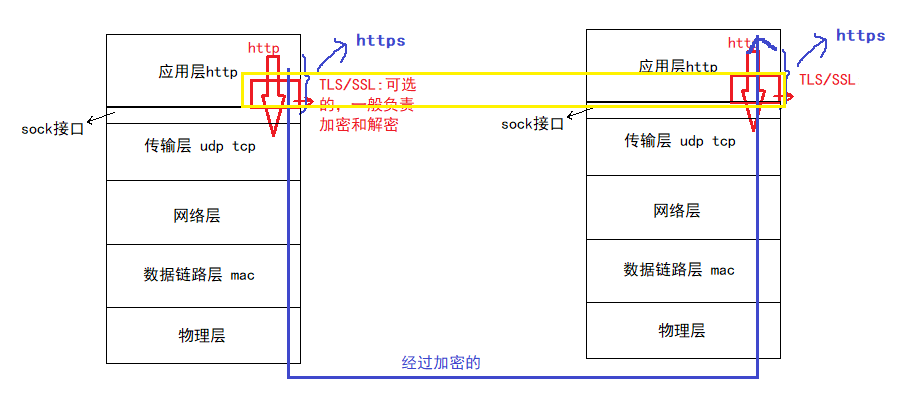 http
https
应用层http
TLS/SSL:可选
的，一般负责
加密和解密
sock接口
传输层 udp tcp
网络层
数据链路层 mac
物理层
经过加密的
htt
https
应用层http
TLS/SSL
sock接口
传输层 udp tcp
网络层
数据链路层 mac
物理层